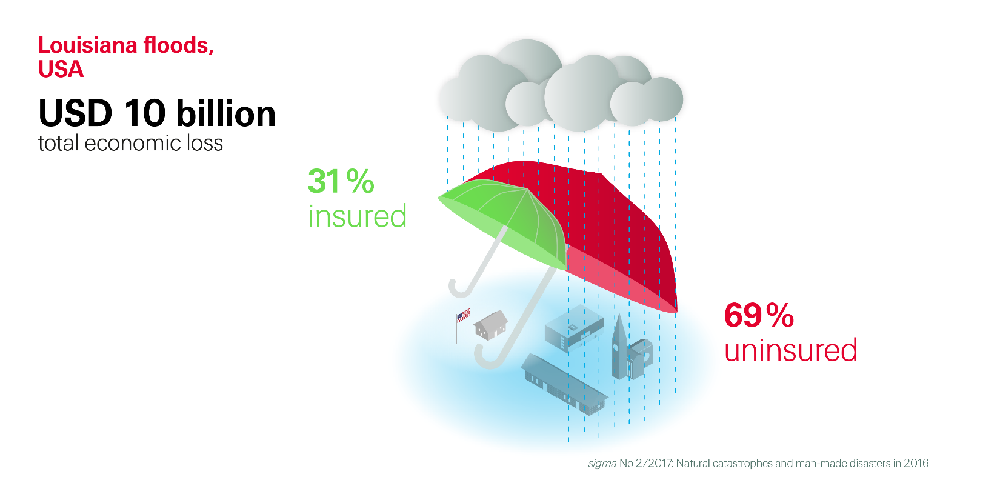 Louisiana floods,
USA
USD 10 billion
total economic loss
31 %
insured
69 %
uninsured
sigma No 2/2017: Natural catastrophes and man-made disasters in 2016